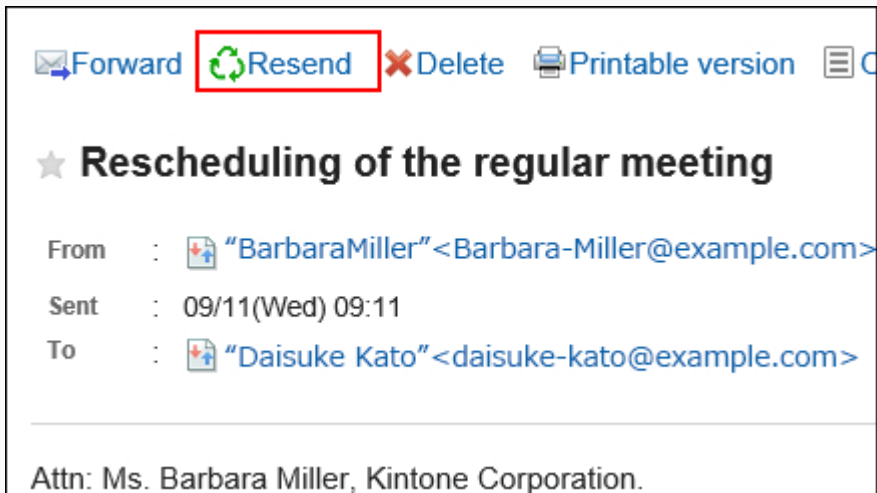 Forward Resend Delete Printable version
Rescheduling of the regular meeting
From : “BarbaraMiller”<Barbara-Miller@example.com>
Sent : 09/11(Wed) 09:11
To : “Daisuke Kato”<daisuke-kato@example.com>
Attn: Ms. Barbara Miller, Kintone Corporation.